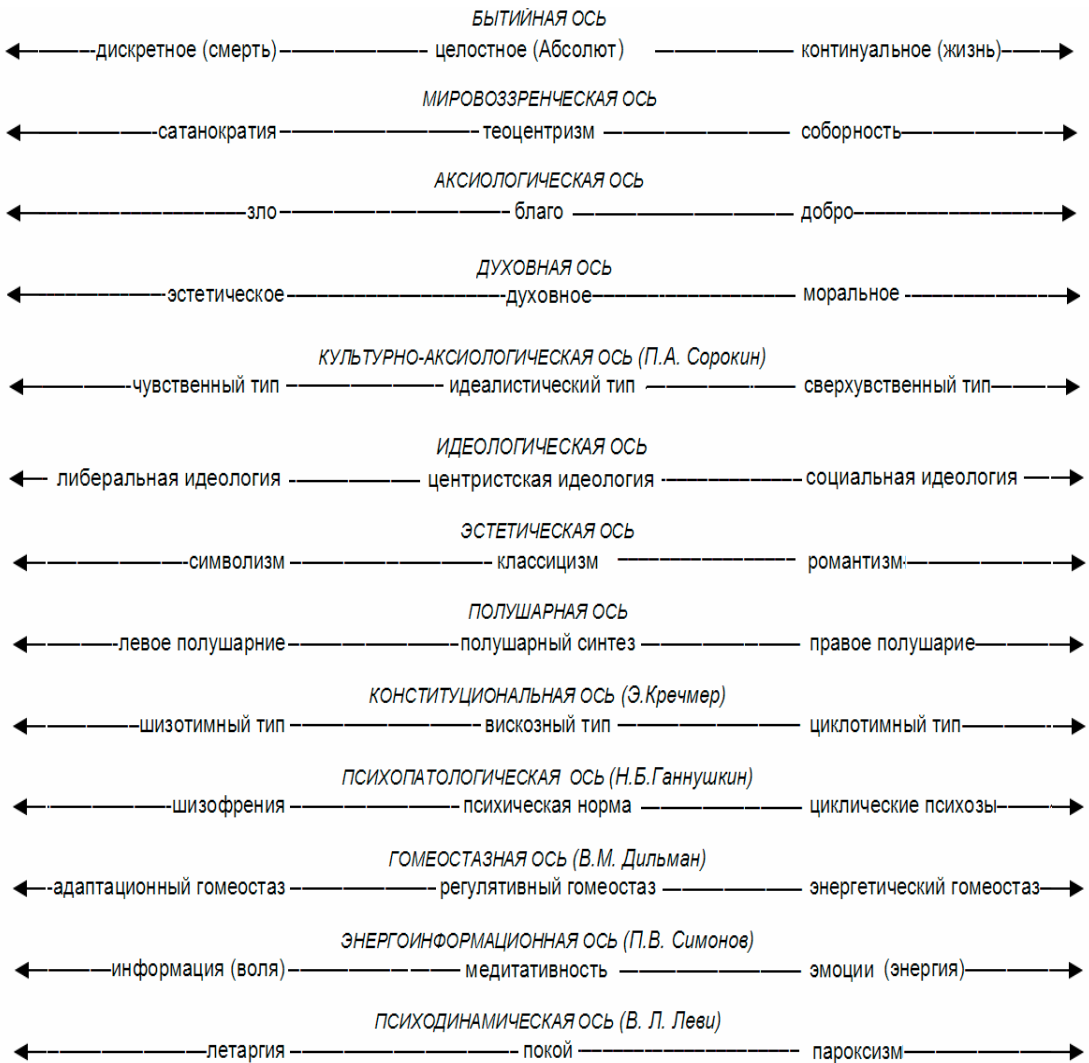 БЫТИЙНАЯ ОСЬ
дискретное (смерть) целостное (Абсолют) континуальное (жизнь)
МИРОВОЗЗРЕНЧЕСКАЯ ОСЬ
сатанократия теоцентризм соборность
АКСИОЛОГИЧЕСКАЯ ОСЬ
зло благо добро
ДУХОВНАЯ ОСЬ
эстетическое духовное моральное
КУЛЬТУРНО-АКСИОЛОГИЧЕСКАЯ ОСЬ (П.А. Сорокин)
чувственный тип идеалистический тип сверхувственный тип
ИДЕОЛОГИЧЕСКАЯ ОСЬ
либеральная идеология центристская идеология социальная идеология
ЭСТЕТИЧЕСКАЯ ОСЬ
символизм классицизм романтизм
ПОЛУШАРНАЯ ОСЬ
левое полушарние полушарный синтез правое полушарие
КОНСТИТУЦИОНАЛЬНАЯ ОСЬ (Э.Кречмер)
шизотимный тип вискозный тип циклотимный тип
ПСИХОПАТОЛОГИЧЕСКАЯ ОСЬ (Н.Б.Ганнушкин)
шизофрения психическая норма циклические психозы
ГОМЕОСТАЗНАЯ ОСЬ (В.М. Дильман)
адаптационный гомеостаз регулятивный гомеостаз энергетический гомеостаз
ЭНЕРГОИНФОРМАЦИОННАЯ ОСЬ (П.В. Симонов)
информация (воля) медитативность эмоции (энергия)
ПСИХОДИНАМИЧЕСКАЯ ОСЬ (В. Л. Леви)
летаргия покой пароксизм